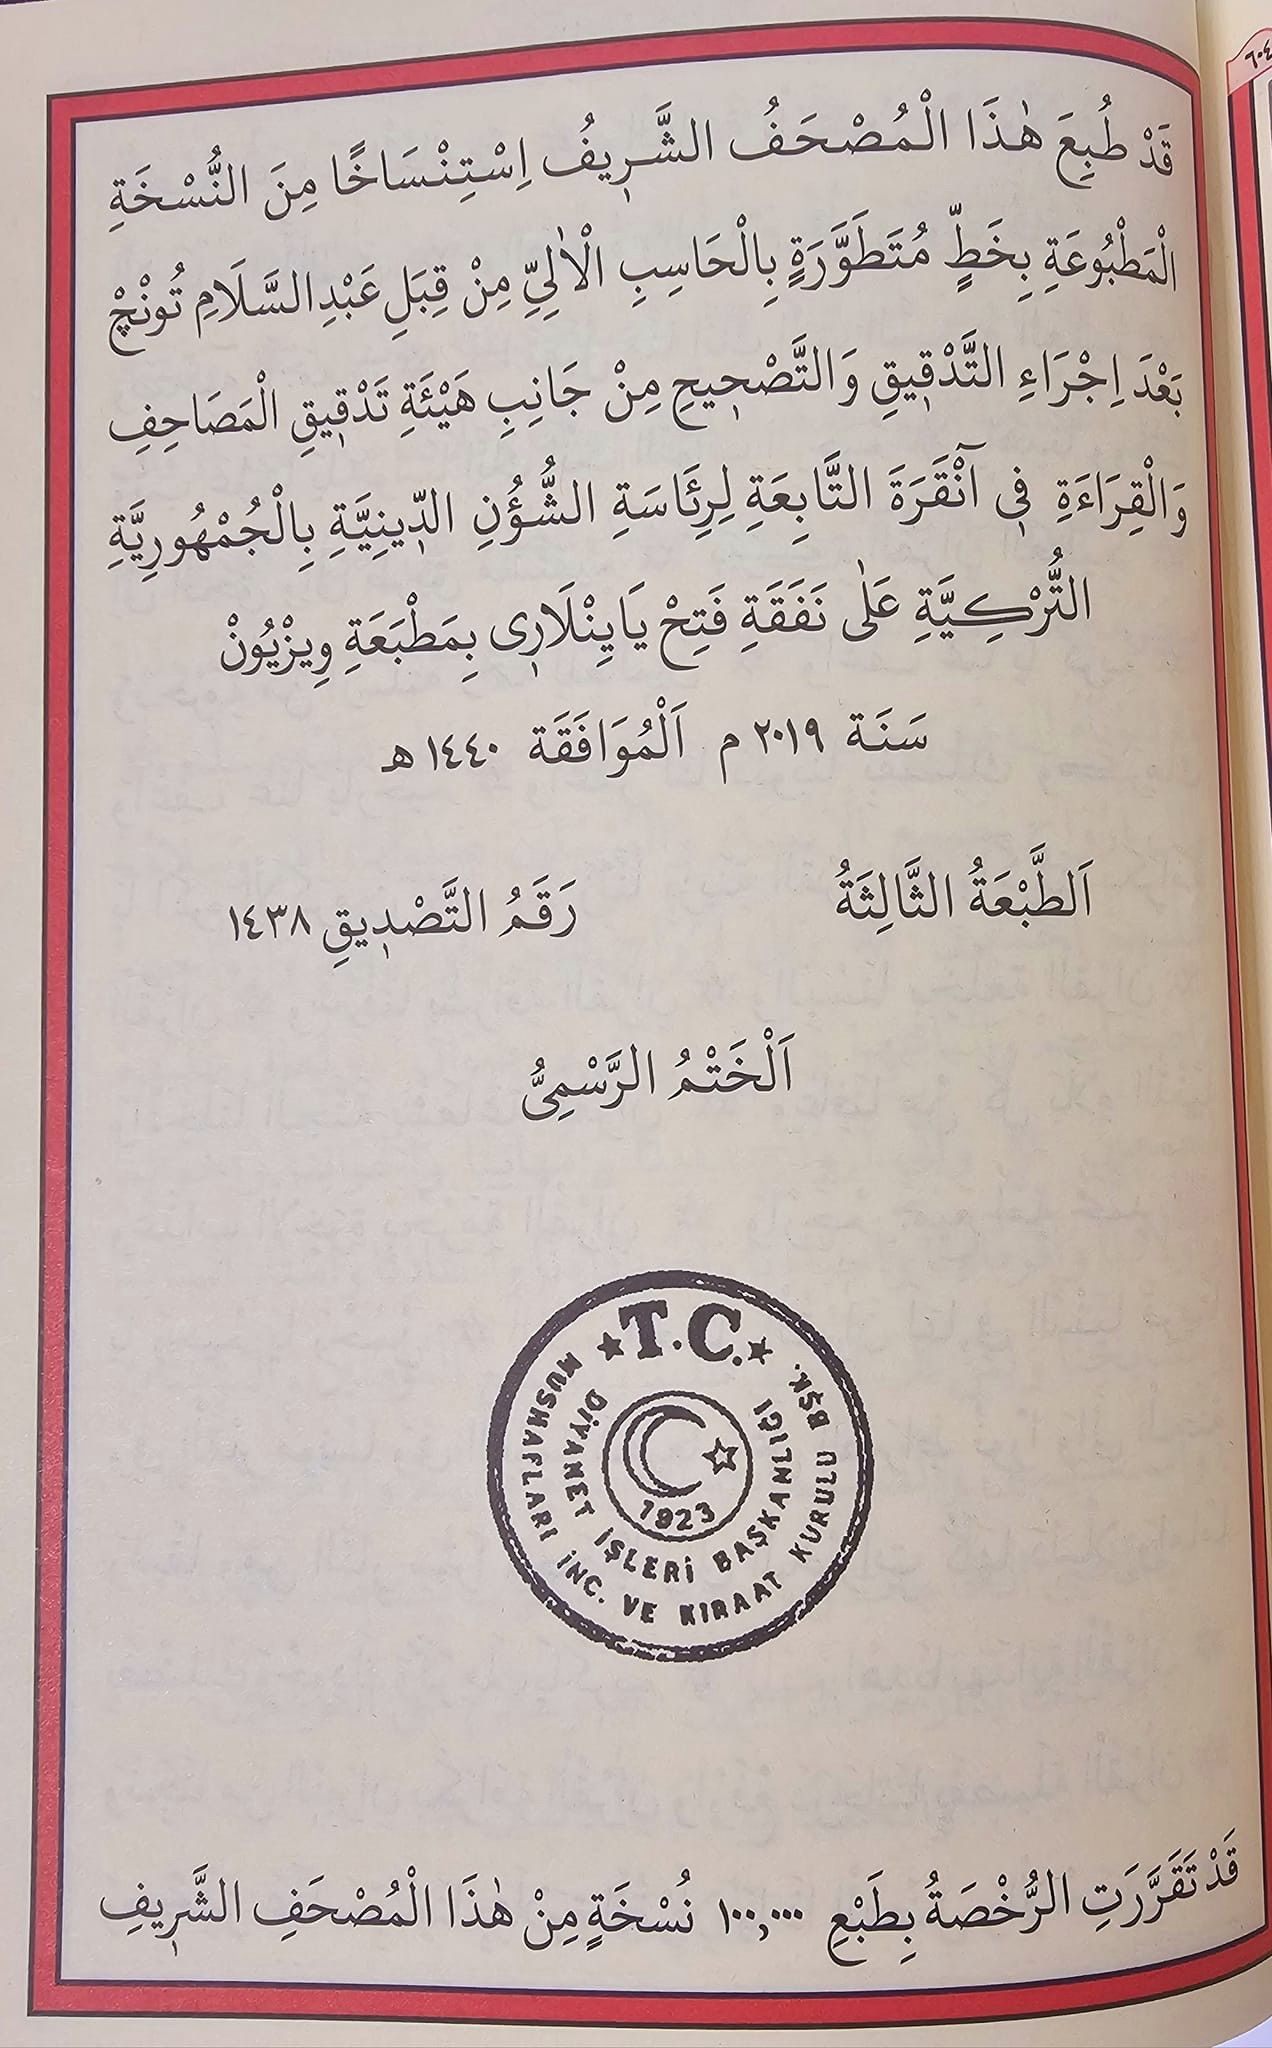 ٦٠٤
قَدْ طُبِعَ هٰذَا الْمُصْحَفُ الشَّرِيفُ اِسْتِنْسَاخًا مِنَ النُّسْخَةِ
الْمَطْبُوعَةِ بِخَطٍّ مُتَطَوَّرَةٍ بِالْحَاسِبِ الْاٰلِيِّ مِنْ قِبَلِ عَبْدِ السَّلَامِ تُونْچْ
بَعْدَ اِجْرَاءِ التَّدْقِيقِ وَالتَّصْحِيحِ مِنْ جَانِبِ هَيْئَةِ تَدْقِيقِ الْمَصَاحِفِ
وَالْقِرَاءَةِ فِي آنْقَرَةَ التَّابِعَةِ لِرِئَاسَةِ الشُّؤُنِ الدِّينِيَّةِ بِالْجُمْهُورِيَّةِ
التُّرْكِيَّةِ عَلٰى نَفَقَةِ فَتِحْ يَايِنْلَارِى بِمَطْبَعَةِ وِيزْيُونْ
سَنَة ٢٠١٩ م اَلْمُوَافَقَة ١٤٤٠ هـ
اَلطَّبْعَةُ الثَّالِثَةُ رَقَمُ التَّصْدِيقِ ١٤٣٨
اَلْخَتْمُ الرَّسْمِىُّ
T.C.
MUSHAFLARI İNC. VE KIRAAT KURULU BŞK.
DİYANET İŞLERİ BAŞKANLIĞI
1923
قَدْ تَقَرَّرَتِ الرُّخْصَةُ بِطَبْعِ ١٠٠,٠٠٠ نُسْخَةٍ مِنْ هٰذَا الْمُصْحَفِ الشَّرِيفِ